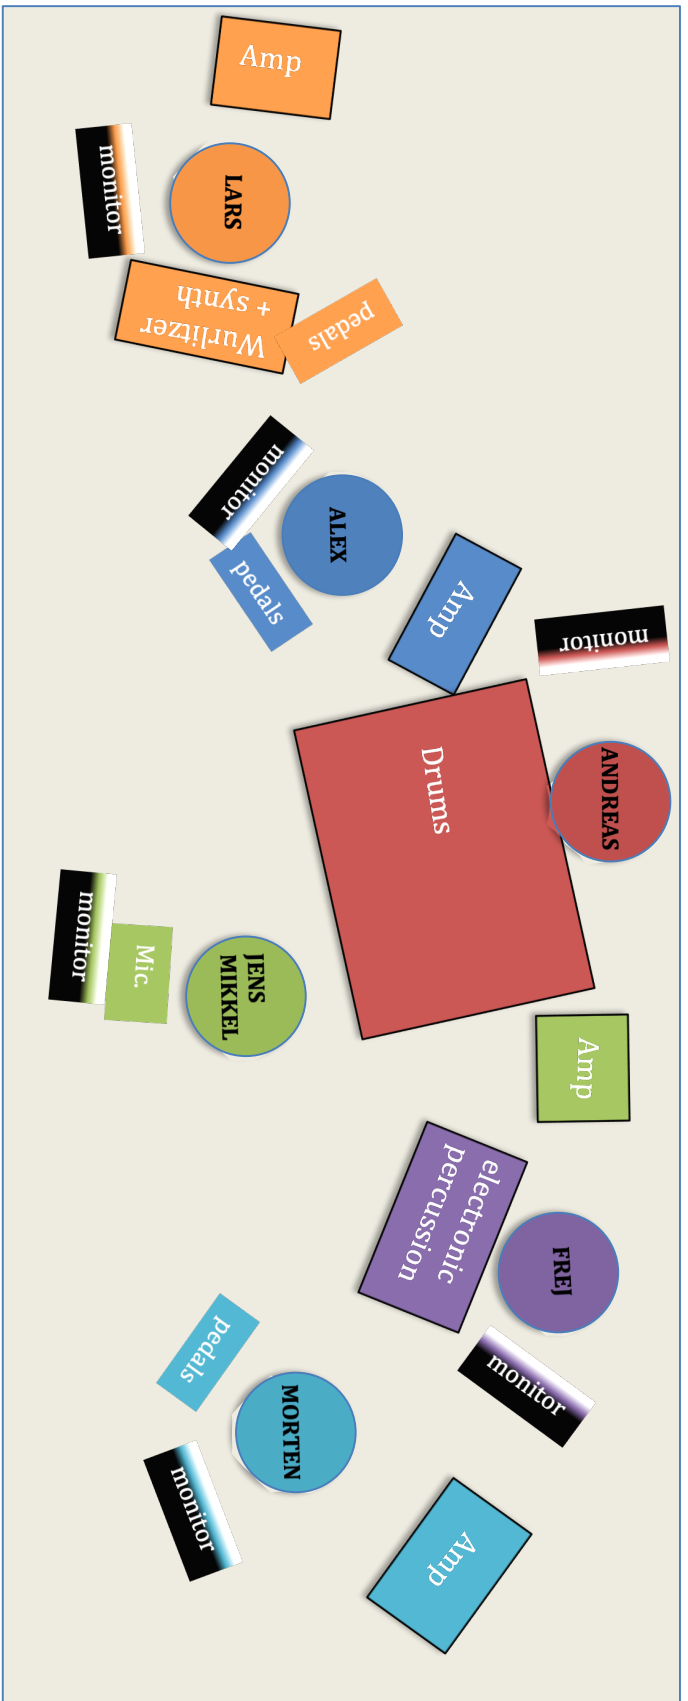 Amp
monitor
LARS
Wurlitzer
+ synth
pedals
monitor
ALEX
pedals
Amp
monitor
Drums
ANDREAS
monitor
Mic.
JENS
MIKKEL
Amp
electronic
percussion
FREJ
pedals
monitor
MORTEN
monitor
Amp